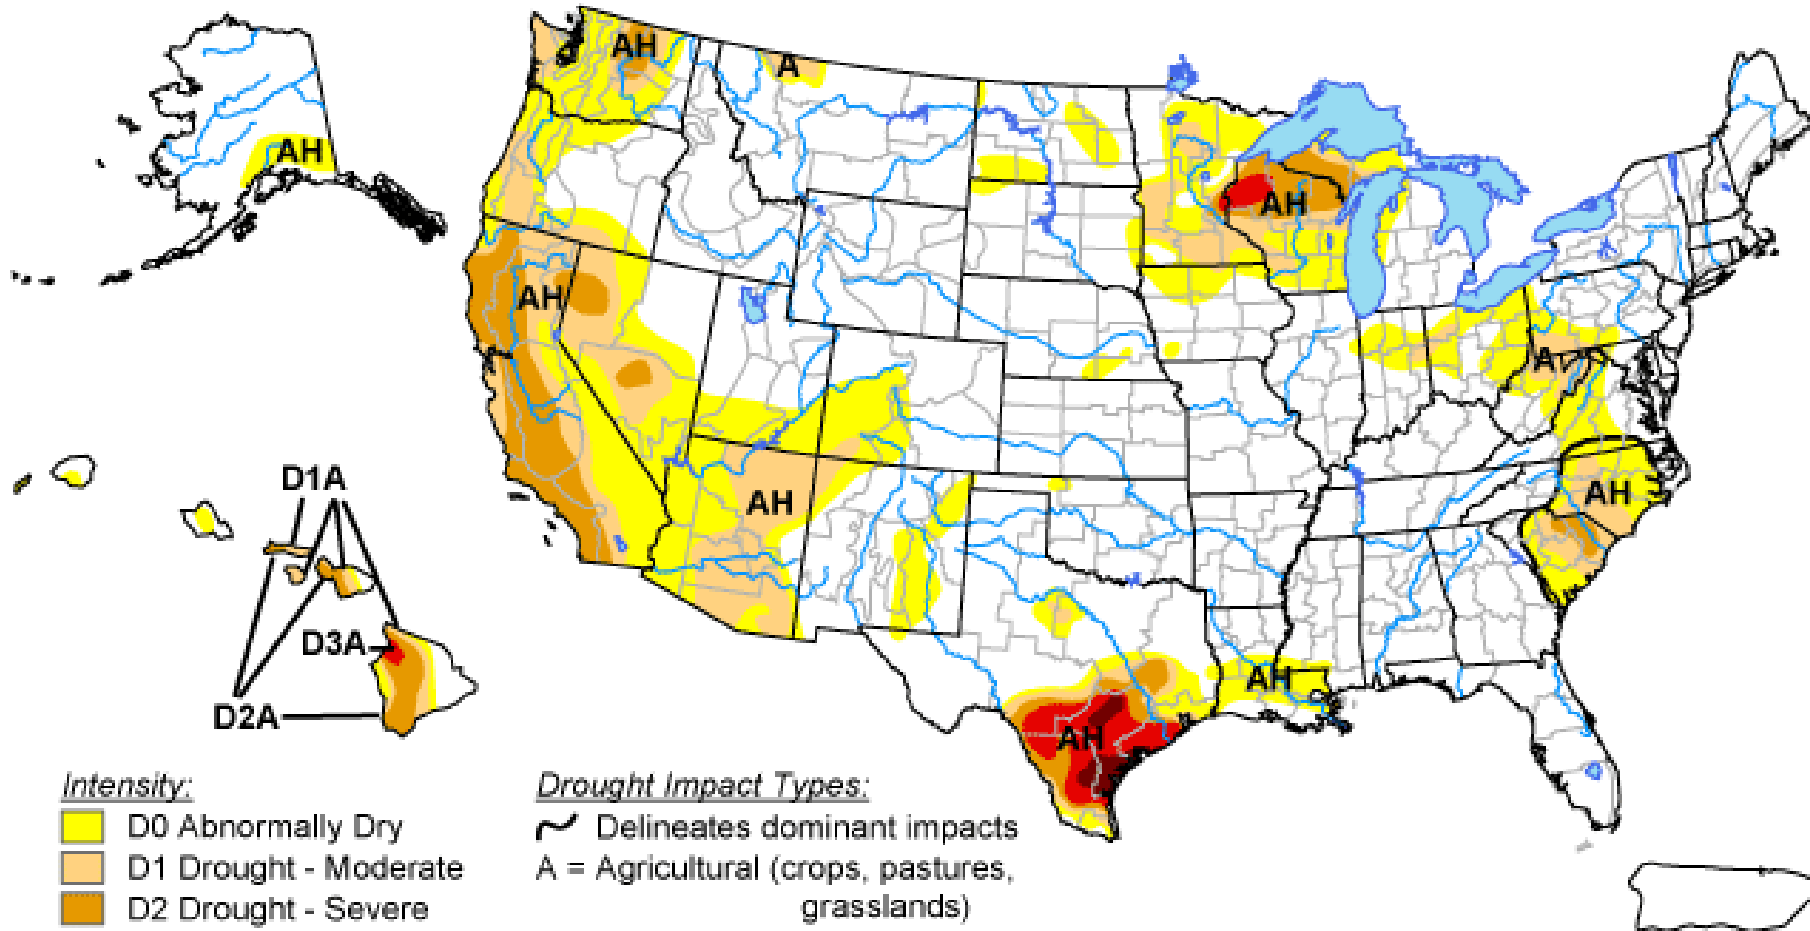 AH
A
AH
AH
AH
A
AH
AH
D1A
D3A
D2A
AH
AH
Intensity:
D0 Abnormally Dry
D1 Drought - Moderate
D2 Drought - Severe
Drought Impact Types:
Delineates dominant impacts
A = Agricultural (crops, pastures,
grasslands)